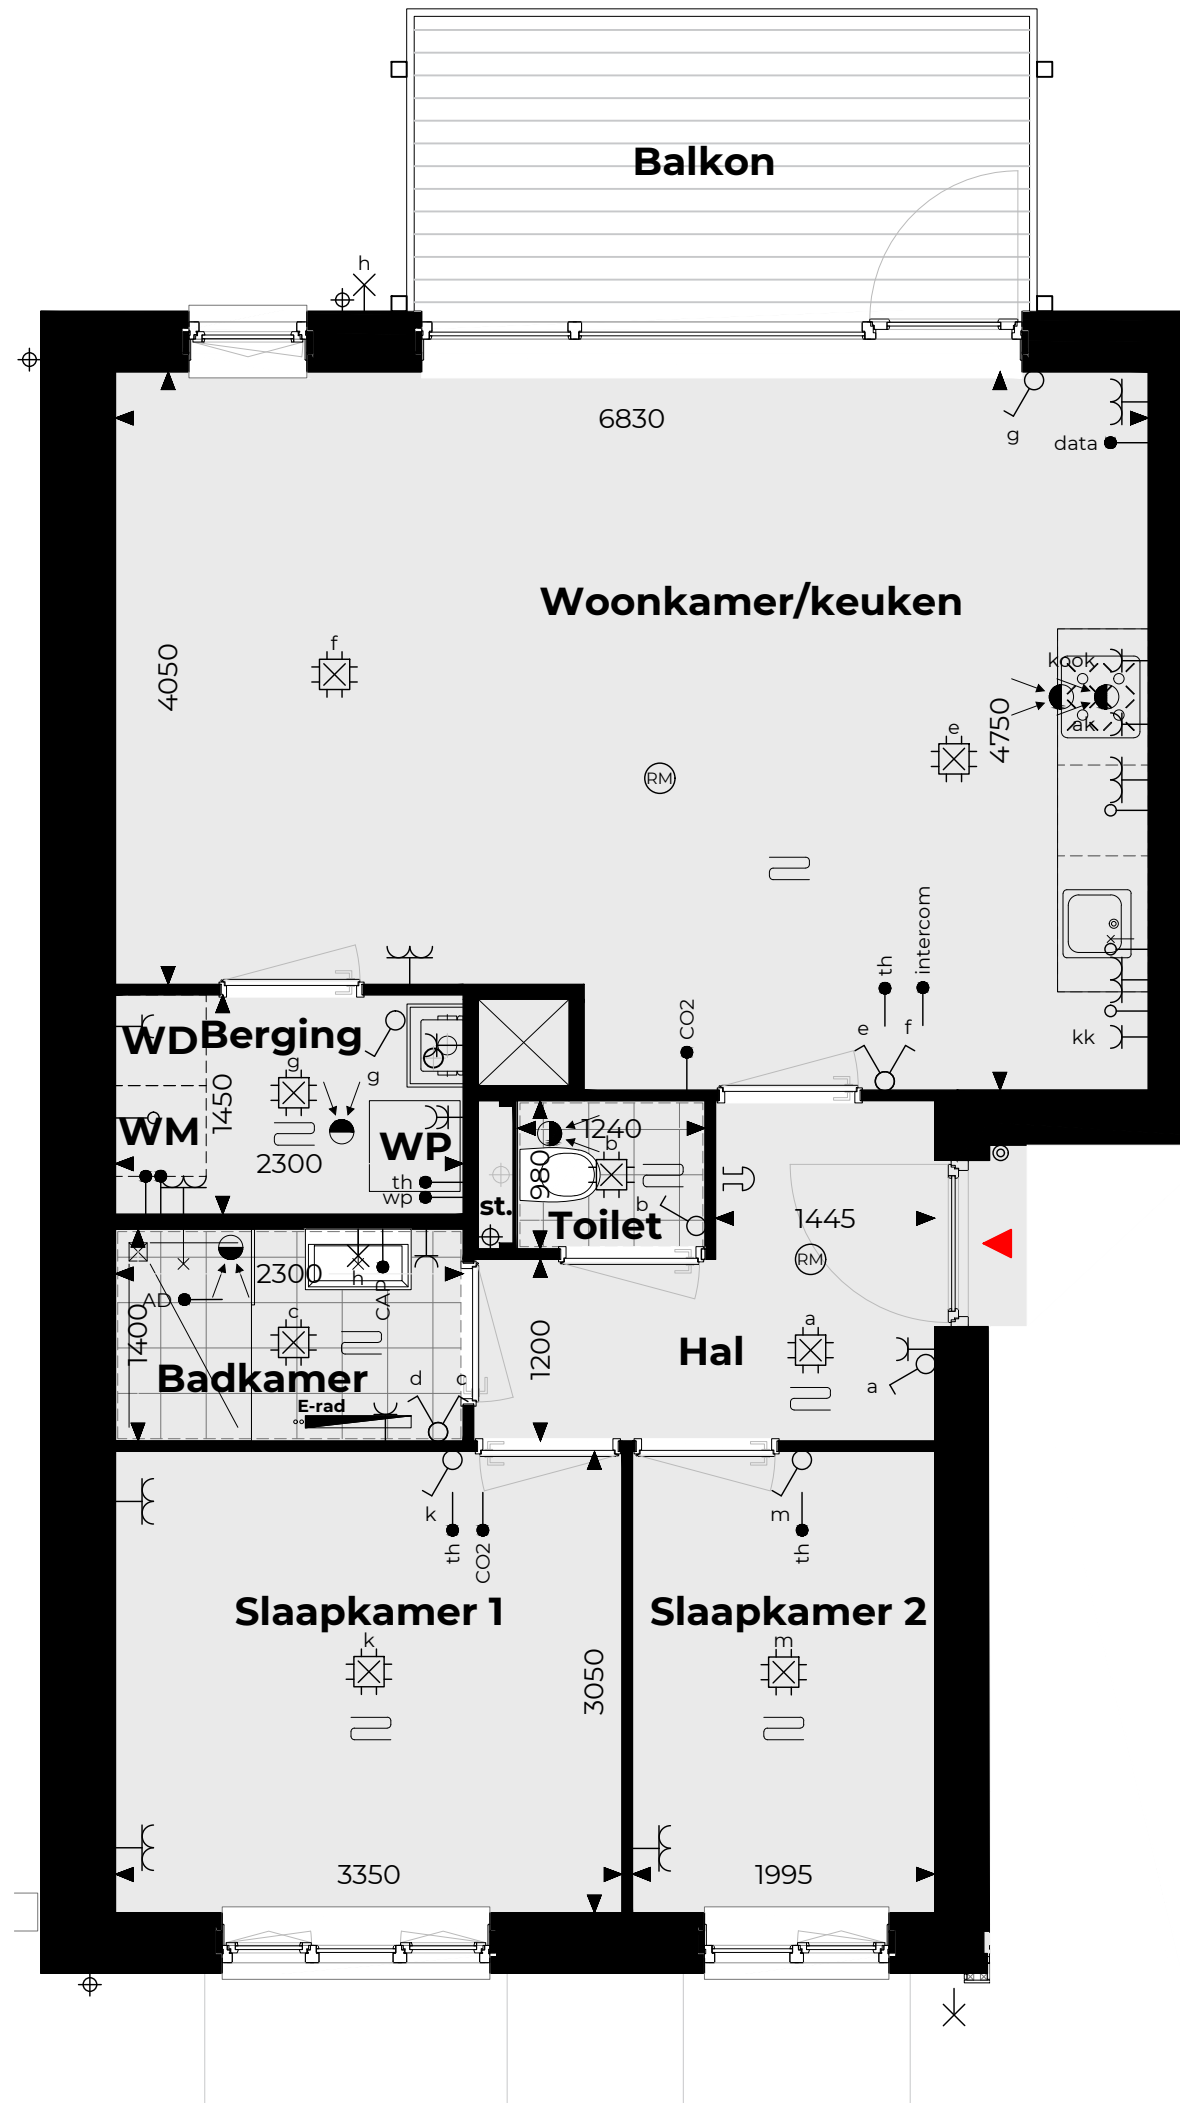 Balkon
h
6830
g
data
Woonkamer/keuken
f
4050
kook
ak
4750
e
RM
intercom
th
CO2
e
f
kk
WD
Berging
g
g
1450
WM
2300
WP
th
wp
1240
b
980
b
st.
Toilet
1445
RM
2300
h
CAP
AD
c
1400
Badkamer
d
c
E-rad
1200
Hal
a
a
k
th
CO2
m
th
Slaapkamer 1
Slaapkamer 2
k
m
3050
3350
1995